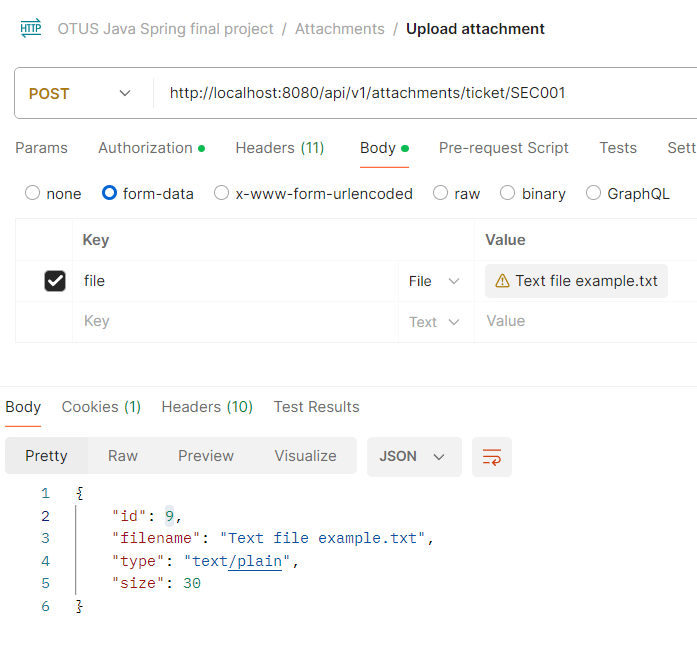 HTTP OTUS Java Spring final project / Attachments / Upload attachment
POST http://localhost:8080/api/v1/attachments/ticket/SEC001
Params Authorization Headers (11) Body Pre-request Script Tests Sett
none form-data x-www-form-urlencoded raw binary GraphQL
Key Value
file File Text file example.txt
Key Text Value
Body Cookies (1) Headers (10) Test Results
Pretty Raw Preview Visualize JSON
1 {
2 "id": 9,
3 "filename": "Text file example.txt",
4 "type": "text/plain",
5 "size": 30
6 }